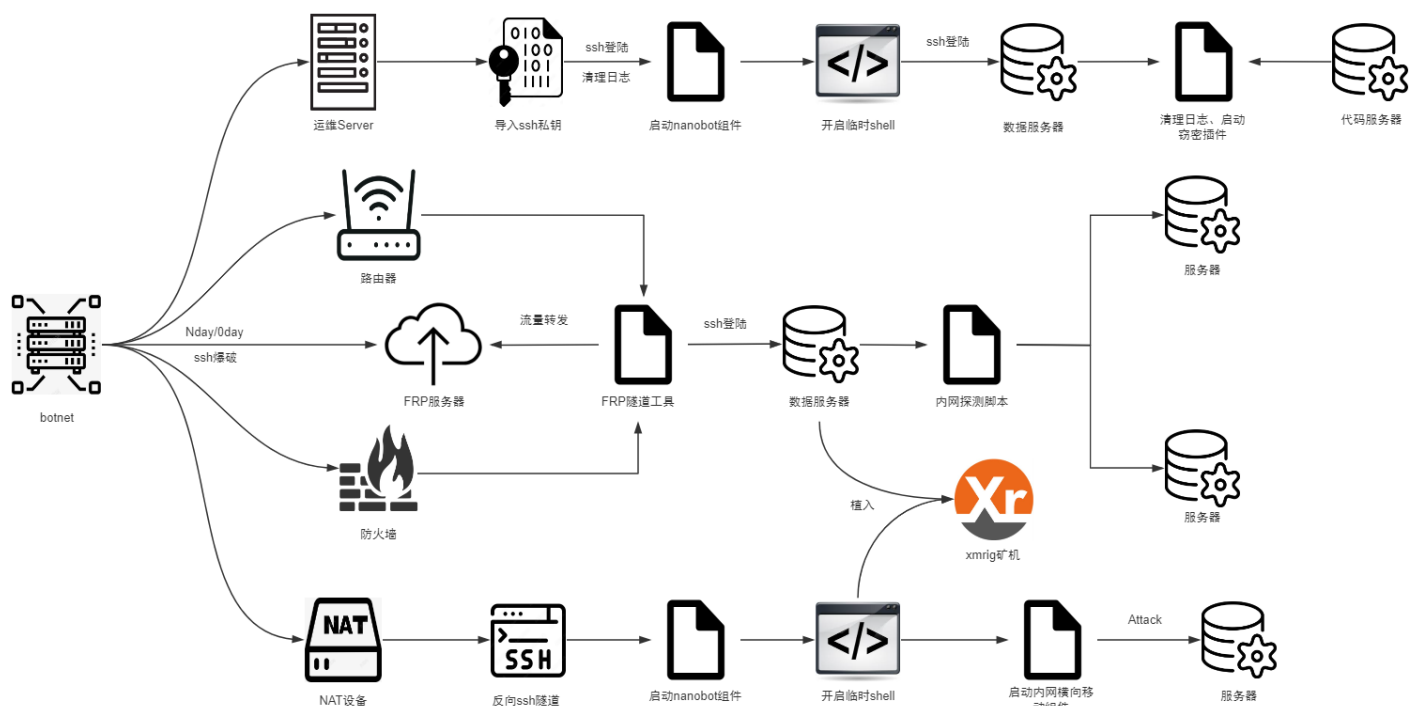 ssh登陆
清理日志
ssh登陆
运维Server
导入ssh私钥
启动nanobot组件
开启临时shell
数据服务器
清理日志、启动
窃密插件
代码服务器
路由器
服务器
Nday/0day
ssh爆破
流量转发
ssh登陆
botnet
FRP服务器
FRP隧道工具
数据服务器
内网探测脚本
植入
Xr
防火墙
服务器
xmrig矿机
NAT
SSH
Attack
NAT设备
反向ssh隧道
启动nanobot组件
开启临时shell
启动内网横向移
动组件
服务器